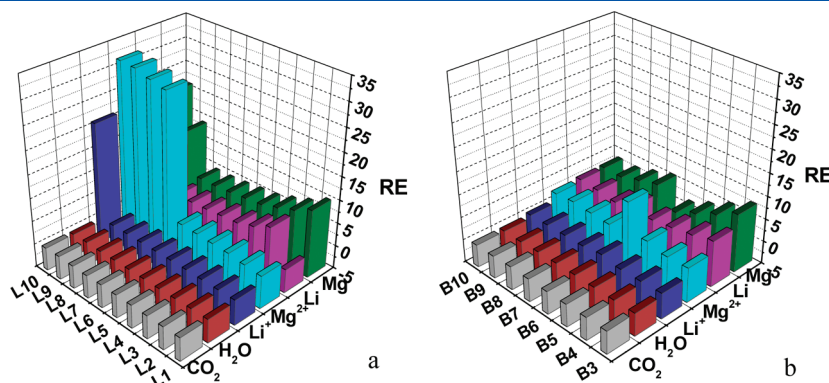 35
30
25
20
15
10
5
0
-5
RE
L10
L9
L8
L7
L6
L5
L4
L3
L2
L1
CO2
H2O
Li+
Mg2+
Li
Mg
a
35
30
25
20
15
10
5
0
-5
RE
B10
B9
B8
B7
B6
B5
B4
B3
CO2
H2O
Li+
Mg2+
Li
Mg
b